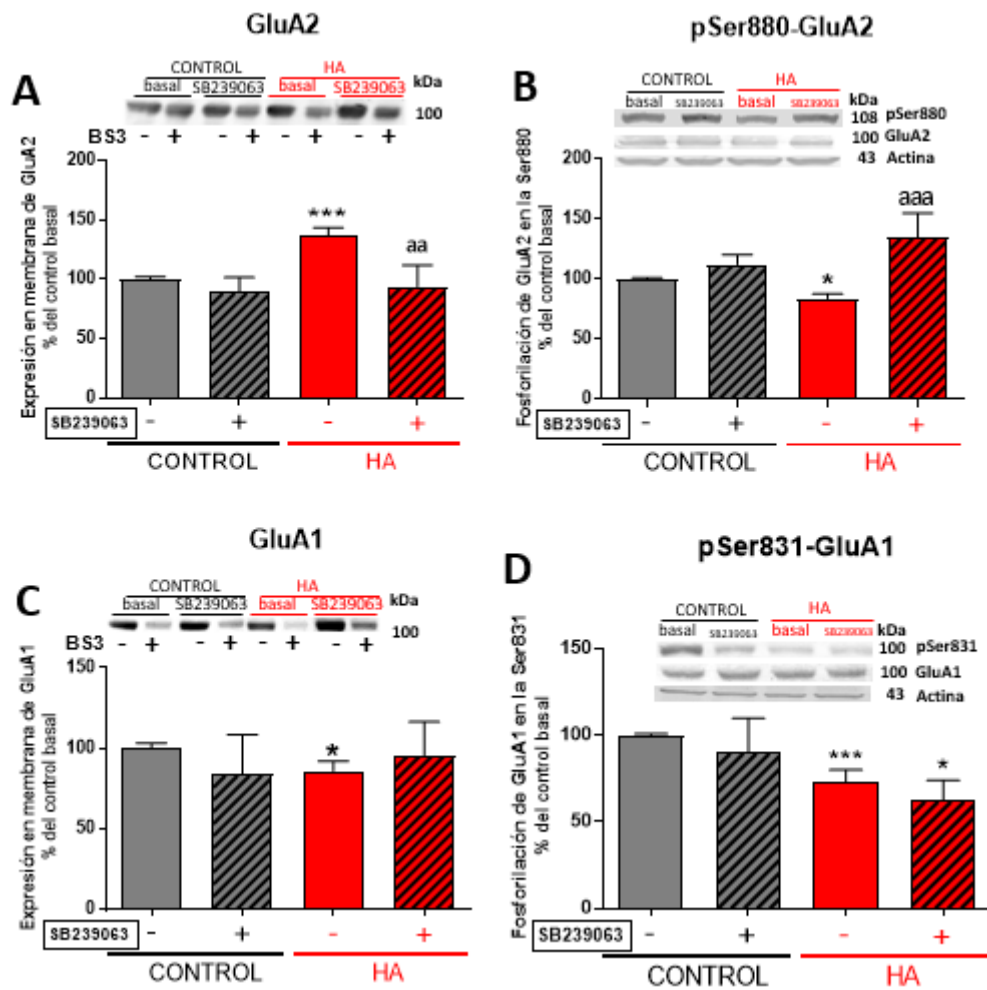 GluA2
A
CONTROL HA
basal SB239063 basal SB239063 kDa
100
BS3 - + - + - + - +
Expresión en membrana de GluA2
% del control basal
200
150
100
50
0
***
aa
SB239063 - + - +
CONTROL HA
pSer880-GluA2
B
CONTROL HA
basal SB239063 basal SB239063 kDa
108 pSer880
100 GluA2
43 Actina
Fosforilación de GluA2 en la Ser880
% del control basal
200
150
100
50
0
*
aaa
SB239063 - + - +
CONTROL HA
GluA1
C
CONTROL HA
basal SB239063 basal SB239063 kDa
100
BS3 - + - + - + - +
Expresión en membrana de GluA1
% del control basal
150
100
50
0
*
SB239063 - + - +
CONTROL HA
pSer831-GluA1
D
CONTROL HA
basal SB239063 basal SB239063 kDa
100 pSer831
100 GluA1
43 Actina
Fosforilación de GluA1 en la Ser831
% del control basal
150
100
50
0
***
*
SB239063 - + - +
CONTROL HA